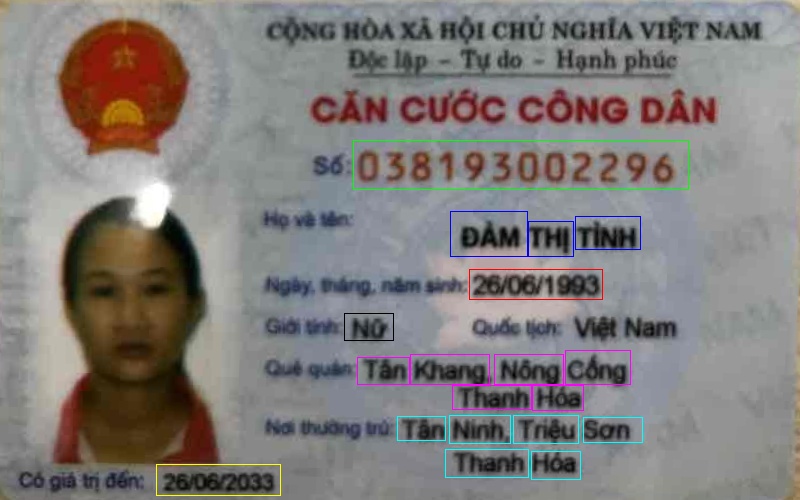 CỘNG HÒA XÃ HỘI CHỦ NGHĨA VIỆT NAM
Độc lập - Tự do - Hạnh phúc
CĂN CƯỚC CÔNG DÂN
Số: 038193002296
Họ và tên:
ĐÀM THỊ TÌNH
Ngày, tháng, năm sinh: 26/06/1993
Giới tính: Nữ Quốc tịch: Việt Nam
Quê quán: Tân Khang, Nông Cống
Thanh Hóa
Nơi thường trú: Tân Ninh, Triệu Sơn
Thanh Hóa
Có giá trị đến: 26/06/2033